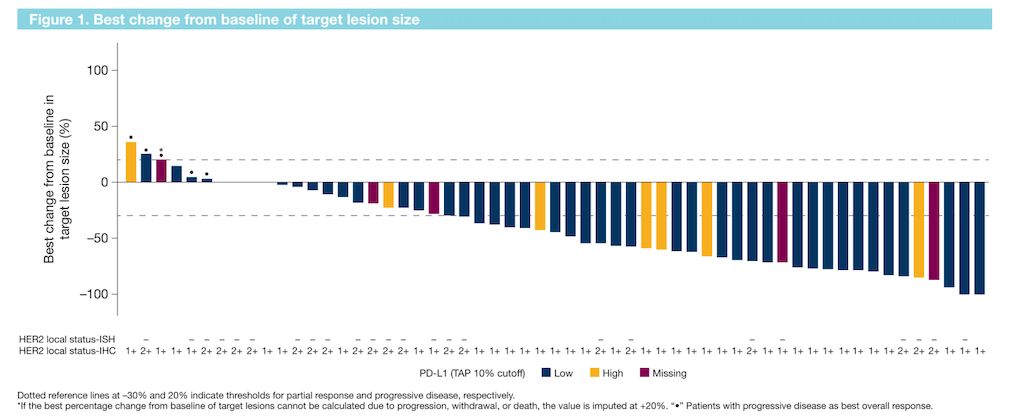 Figure 1. Best change from baseline of target lesion size
Best change from baseline in
target lesion size (%)
100
50
0
–50
–100
*
HER2 local status-ISH – – – – – – – – – – – – – – – – – – – – – – – –
HER2 local status-IHC 1+ 2+ 1+ 1+ 1+ 2+ 2+ 2+ 2+ 1+ 1+ 2+ 2+ 2+ 1+ 2+ 2+ 2+ 2+ 1+ 1+ 2+ 2+ 1+ 1+ 1+ 1+ 1+ 1+ 1+ 1+ 2+ 1+ 2+ 1+ 1+ 1+ 1+ 1+ 1+ 1+ 2+ 1+ 1+ 1+ 1+ 1+ 1+ 1+ 1+ 1+ 2+ 2+ 2+ 1+ 1+ 1+
PD-L1 (TAP 10% cutoff) Low High Missing
Dotted reference lines at –30% and 20% indicate thresholds for partial response and progressive disease, respectively.
*If the best percentage change from baseline of target lesions cannot be calculated due to progression, withdrawal, or death, the value is imputed at +20%. “•” Patients with progressive disease as best overall response.